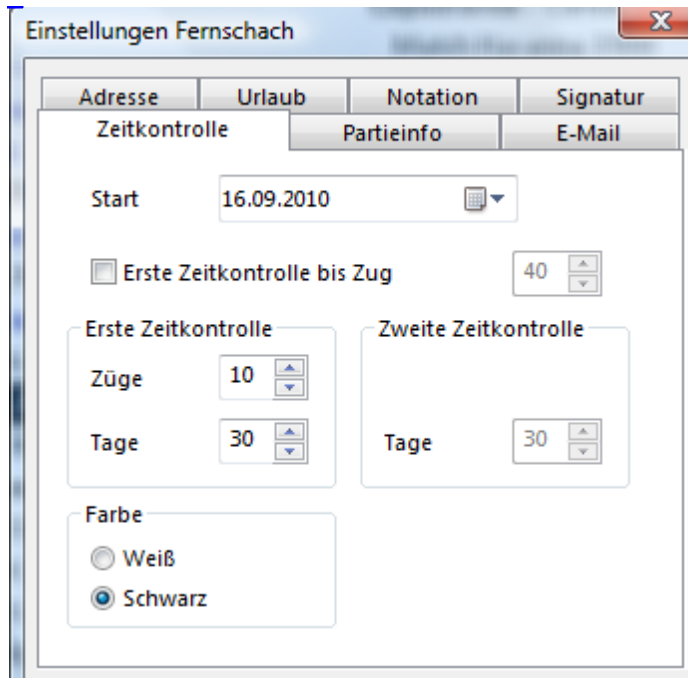 Einstellungen Fernschach
Adresse Urlaub Notation Signatur
Zeitkontrolle Partieinfo E-Mail
Start 16.09.2010
Erste Zeitkontrolle bis Zug 40
Erste Zeitkontrolle Zweite Zeitkontrolle
Züge 10
Tage 30 Tage 30
Farbe
Weiß
Schwarz